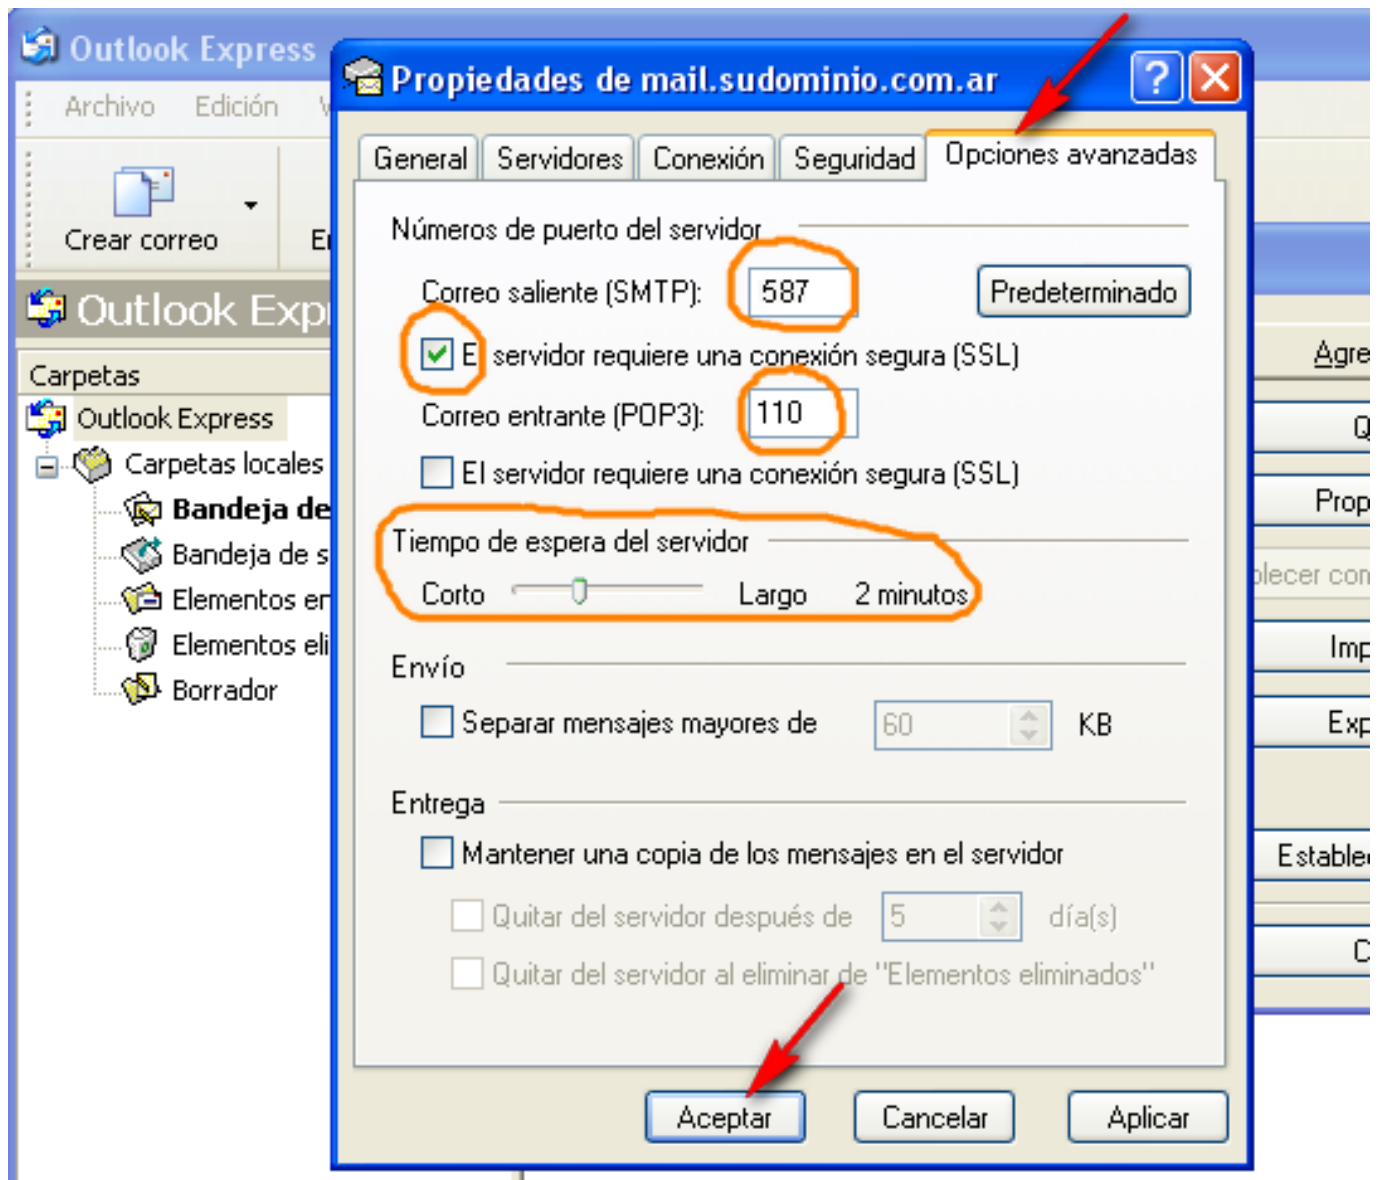 Outlook Express
Propiedades de mail.sudominio.com.ar
Archivo Edición
General Servidores Conexión Seguridad Opciones avanzadas
Crear correo
Números de puerto del servidor
Correo saliente (SMTP): 587 Predeterminado
Outlook Exp
El servidor requiere una conexión segura (SSL)
Agre
Carpetas
Correo entrante (POP3): 110
Outlook Express
Carpetas locales
El servidor requiere una conexión segura (SSL)
Prop
Bandeja de
Tiempo de espera del servidor
Bandeja de s
Corto Largo 2 minutos
blecer con
Elementos en
Elementos eli
Imp
Envío
Borrador
Separar mensajes mayores de 60 KB
Exp
Entrega
Mantener una copia de los mensajes en el servidor
Establec
Quitar del servidor después de 5 día(s)
Quitar del servidor al eliminar de "Elementos eliminados"
Aceptar Cancelar Aplicar